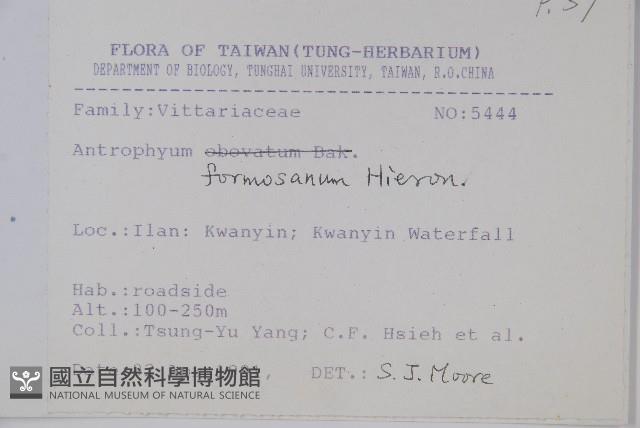 P. 51
FLORA OF TAIWAN(TUNG-HERBARIUM)
DEPARTMENT OF BIOLOGY, TUNGHAI UNIVERSITY, TAIWAN, R.O.CHINA
Family:Vittariaceae NO:5444
Antrophyum obovatum Bak.
formosanum Hieron.
Loc.:Ilan: Kwanyin; Kwanyin Waterfall
Hab.:roadside
Alt.:100-250m
Coll.:Tsung-Yu Yang; C.F. Hsieh et al.
DET.: S.J. Moore
國立自然科學博物館
NATIONAL MUSEUM OF NATURAL SCIENCE